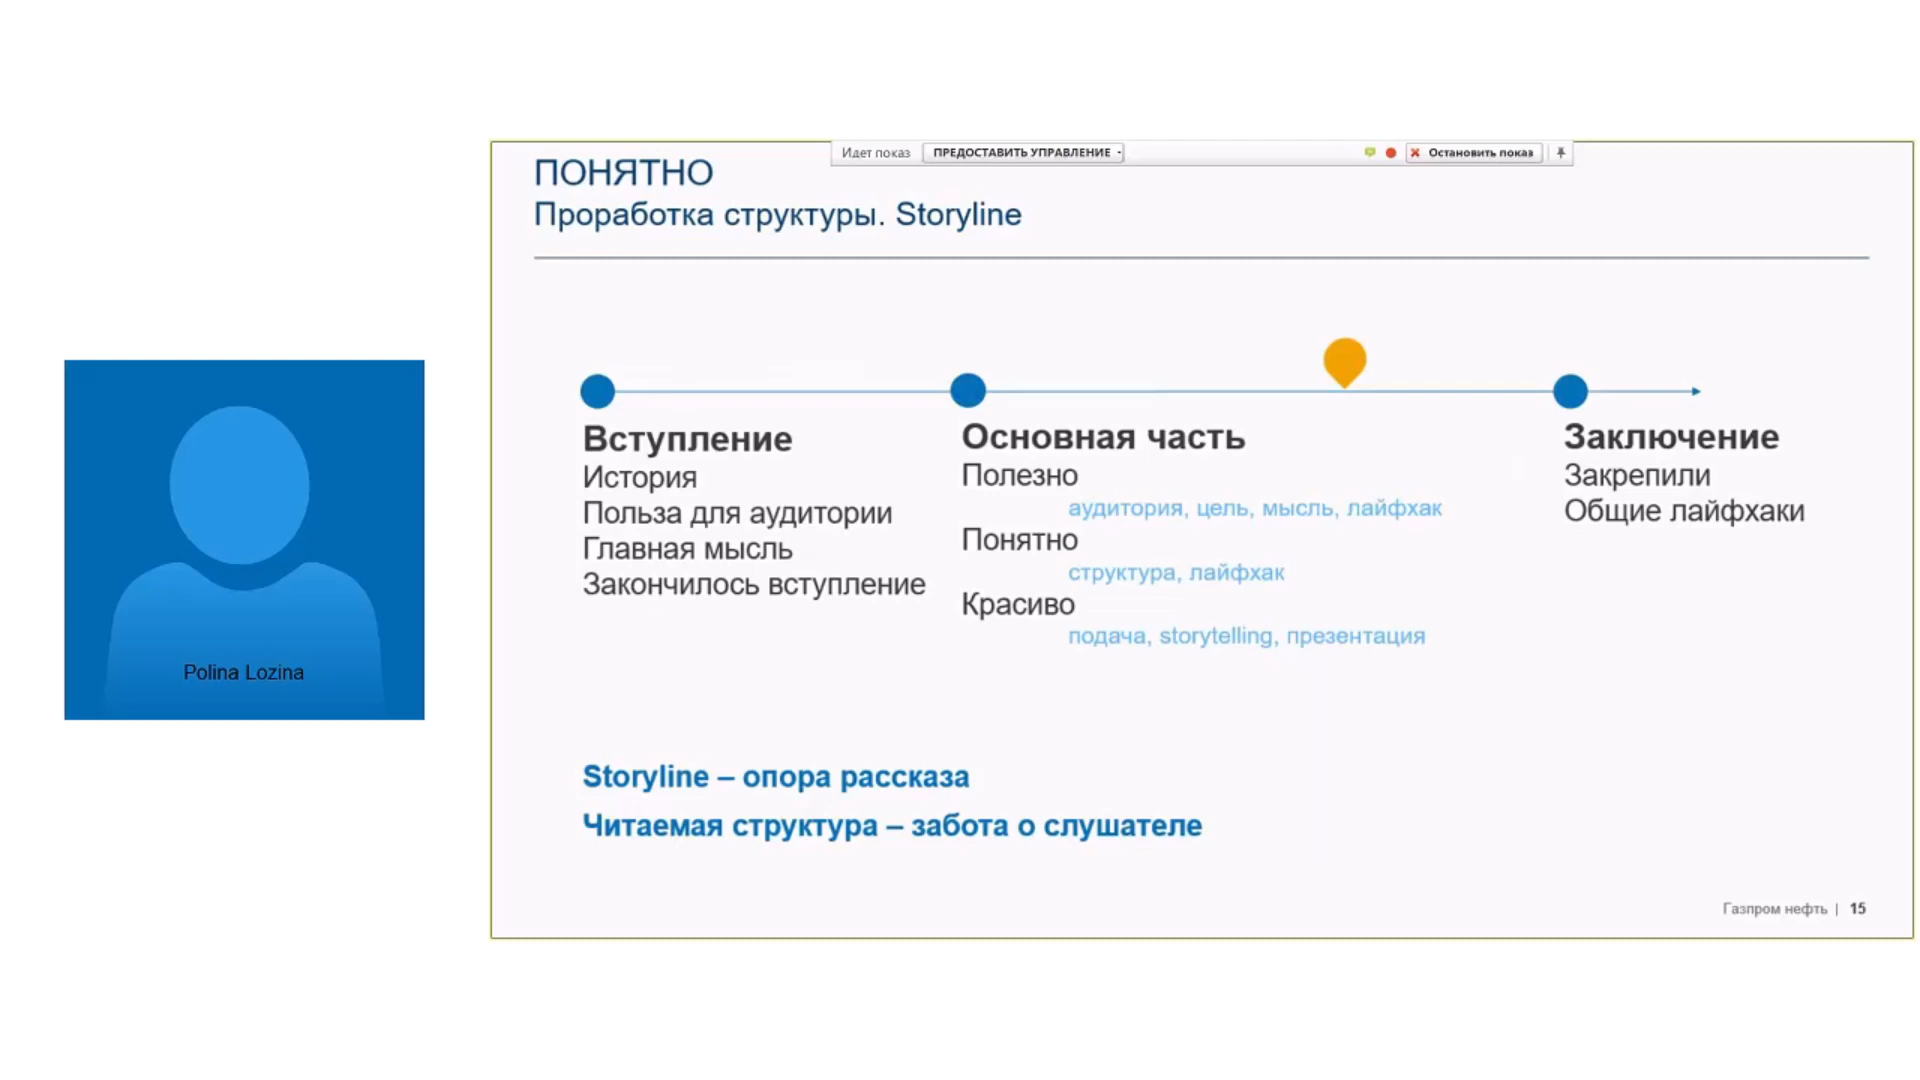 Идет показ
ПРЕДОСТАВИТЬ УПРАВЛЕНИЕ
Остановить показ
ПОНЯТНО
Проработка структуры. Storyline
Вступление
История
Польза для аудитории
Главная мысль
Закончилось вступление
Основная часть
Полезно
аудитория, цель, мысль, лайфхак
Понятно
структура, лайфхак
Красиво
подача, storytelling, презентация
Заключение
Закрепили
Общие лайфхаки
Polina Lozina
Storyline – опора рассказа
Читаемая структура – забота о слушателе
Газпром нефть | 15